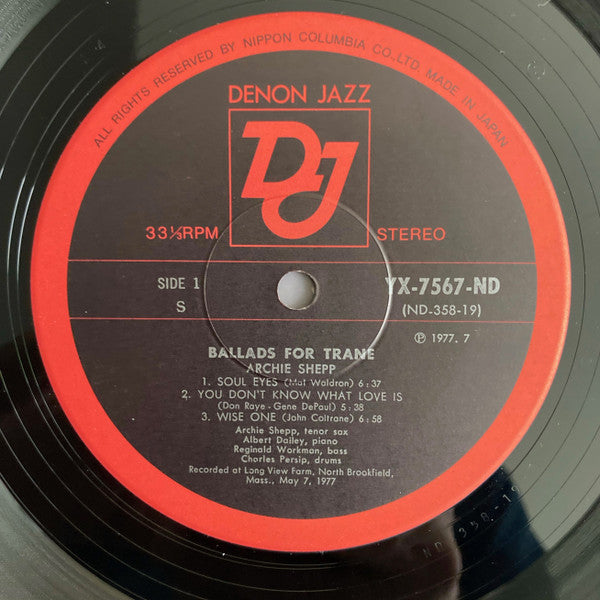 ALL RIGHTS RESERVED BY NIPPON COLUMBIA CO., LTD. MADE IN JAPAN
DENON JAZZ
DJ
33⅓RPM STEREO
SIDE 1 YX-7567-ND
S (ND-358-19)
Ⓟ 1977. 7
BALLADS FOR TRANE
ARCHIE SHEPP
1. SOUL EYES (Mal Waldron) 6:37
2. YOU DON'T KNOW WHAT LOVE IS
(Don Raye-Gene DePaul) 5:38
3. WISE ONE (John Coltrane) 6:58
Archie Shepp, tenor sax
Albert Dailey, piano
Reginald Workman, bass
Charles Persip, drums
Recorded at Long View Farm, North Brookfield,
Mass., May 7, 1977